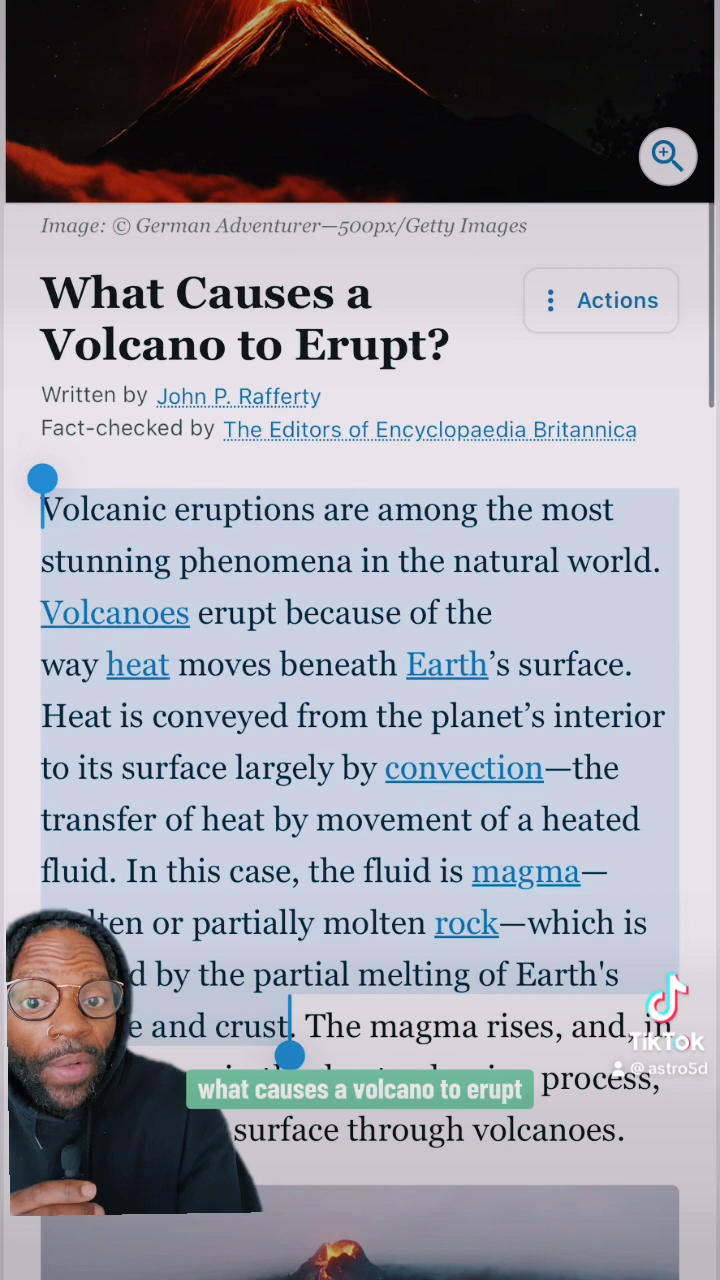 Image: © German Adventurer—500px/Getty Images
What Causes a
Volcano to Erupt?
Actions
Written by John P. Rafferty
Fact-checked by The Editors of Encyclopaedia Britannica
Volcanic eruptions are among the most
stunning phenomena in the natural world.
Volcanoes erupt because of the
way heat moves beneath Earth’s surface.
Heat is conveyed from the planet’s interior
to its surface largely by convection—the
transfer of heat by movement of a heated
fluid. In this case, the fluid is magma—
or partially molten rock—which is
by the partial melting of Earth's
and crust. The magma rises, and, in
process,
surface through volcanoes.
what causes a volcano to erupt
TikTok
@astro5d